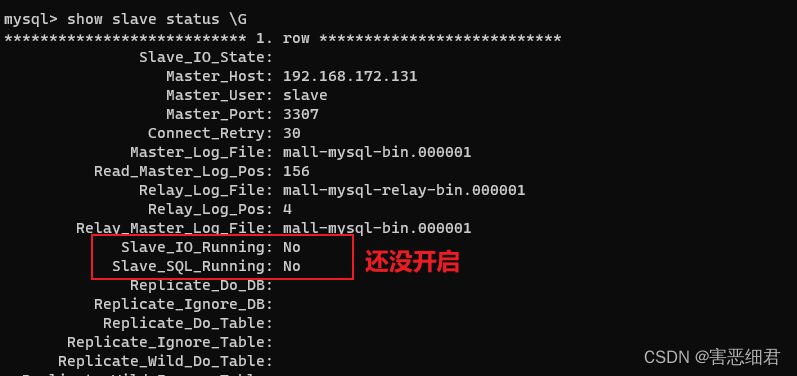 mysql> show slave status \G
*************************** 1. row ***************************
Slave_IO_State:
Master_Host: 192.168.172.131
Master_User: slave
Master_Port: 3307
Connect_Retry: 30
Master_Log_File: mall-mysql-bin.000001
Read_Master_Log_Pos: 156
Relay_Log_File: mall-mysql-relay-bin.000001
Relay_Log_Pos: 4
Relay_Master_Log_File: mall-mysql-bin.000001
Slave_IO_Running: No
Slave_SQL_Running: No
还没开启
Replicate_Do_DB:
Replicate_Ignore_DB:
Replicate_Do_Table:
Replicate_Ignore_Table:
Replicate_Wild_Do_Table:
CSDN @害恶细君